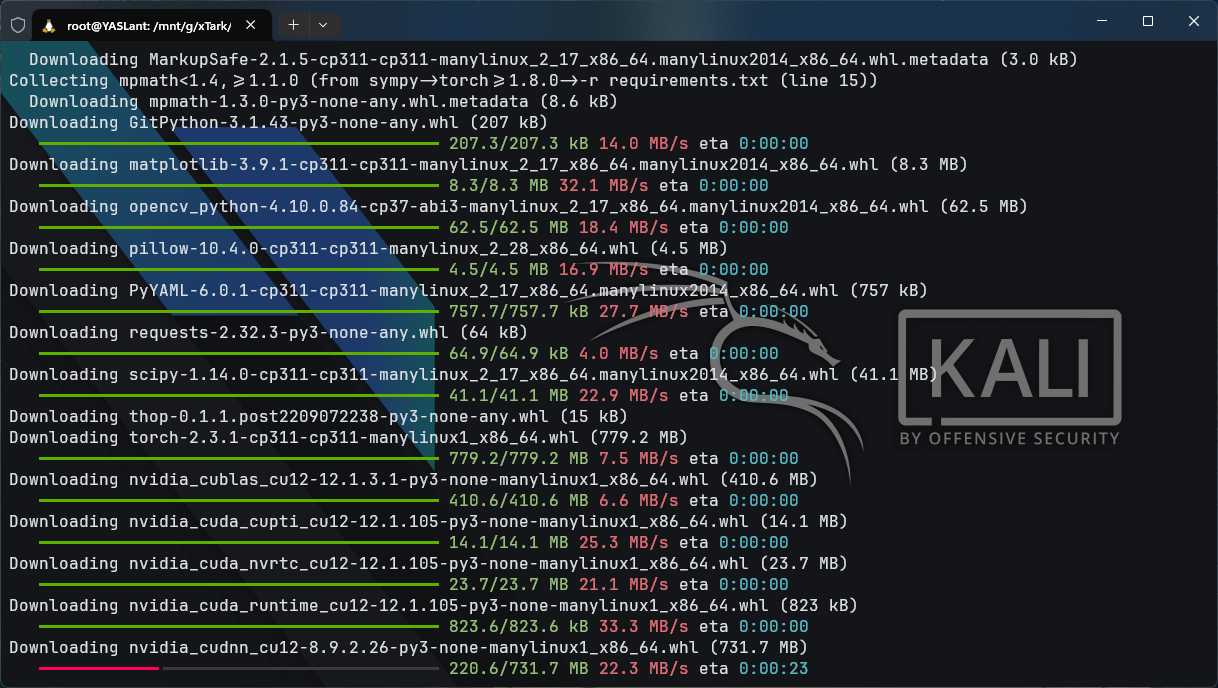 root@YASLant: /mnt/g/xTark/
Downloading MarkupSafe-2.1.5-cp311-cp311-manylinux_2_17_x86_64.manylinux2014_x86_64.whl.metadata (3.0 kB)
Collecting mpmath<1.4,>=1.1.0 (from sympy->torch>=1.8.0->-r requirements.txt (line 15))
Downloading mpmath-1.3.0-py3-none-any.whl.metadata (8.6 kB)
Downloading GitPython-3.1.43-py3-none-any.whl (207 kB)
207.3/207.3 kB 14.0 MB/s eta 0:00:00
Downloading matplotlib-3.9.1-cp311-cp311-manylinux_2_17_x86_64.manylinux2014_x86_64.whl (8.3 MB)
8.3/8.3 MB 32.1 MB/s eta 0:00:00
Downloading opencv_python-4.10.0.84-cp37-abi3-manylinux_2_17_x86_64.manylinux2014_x86_64.whl (62.5 MB)
62.5/62.5 MB 18.4 MB/s eta 0:00:00
Downloading pillow-10.4.0-cp311-cp311-manylinux_2_28_x86_64.whl (4.5 MB)
4.5/4.5 MB 16.9 MB/s eta 0:00:00
Downloading PyYAML-6.0.1-cp311-cp311-manylinux_2_17_x86_64.manylinux2014_x86_64.whl (757 kB)
757.7/757.7 kB 27.7 MB/s eta 0:00:00
Downloading requests-2.32.3-py3-none-any.whl (64 kB)
64.9/64.9 kB 4.0 MB/s eta 0:00:00
Downloading scipy-1.14.0-cp311-cp311-manylinux_2_17_x86_64.manylinux2014_x86_64.whl (41.1 MB)
41.1/41.1 MB 22.9 MB/s eta 0:00:00
Downloading thop-0.1.1.post2209072238-py3-none-any.whl (15 kB)
Downloading torch-2.3.1-cp311-cp311-manylinux1_x86_64.whl (779.2 MB)
779.2/779.2 MB 7.5 MB/s eta 0:00:00
Downloading nvidia_cublas_cu12-12.1.3.1-py3-none-manylinux1_x86_64.whl (410.6 MB)
410.6/410.6 MB 6.6 MB/s eta 0:00:00
Downloading nvidia_cuda_cupti_cu12-12.1.105-py3-none-manylinux1_x86_64.whl (14.1 MB)
14.1/14.1 MB 25.3 MB/s eta 0:00:00
Downloading nvidia_cuda_nvrtc_cu12-12.1.105-py3-none-manylinux1_x86_64.whl (23.7 MB)
23.7/23.7 MB 21.1 MB/s eta 0:00:00
Downloading nvidia_cuda_runtime_cu12-12.1.105-py3-none-manylinux1_x86_64.whl (823 kB)
823.6/823.6 kB 33.3 MB/s eta 0:00:00
Downloading nvidia_cudnn_cu12-8.9.2.26-py3-none-manylinux1_x86_64.whl (731.7 MB)
220.6/731.7 MB 22.3 MB/s eta 0:00:23
KALI
BY OFFENSIVE SECURITY